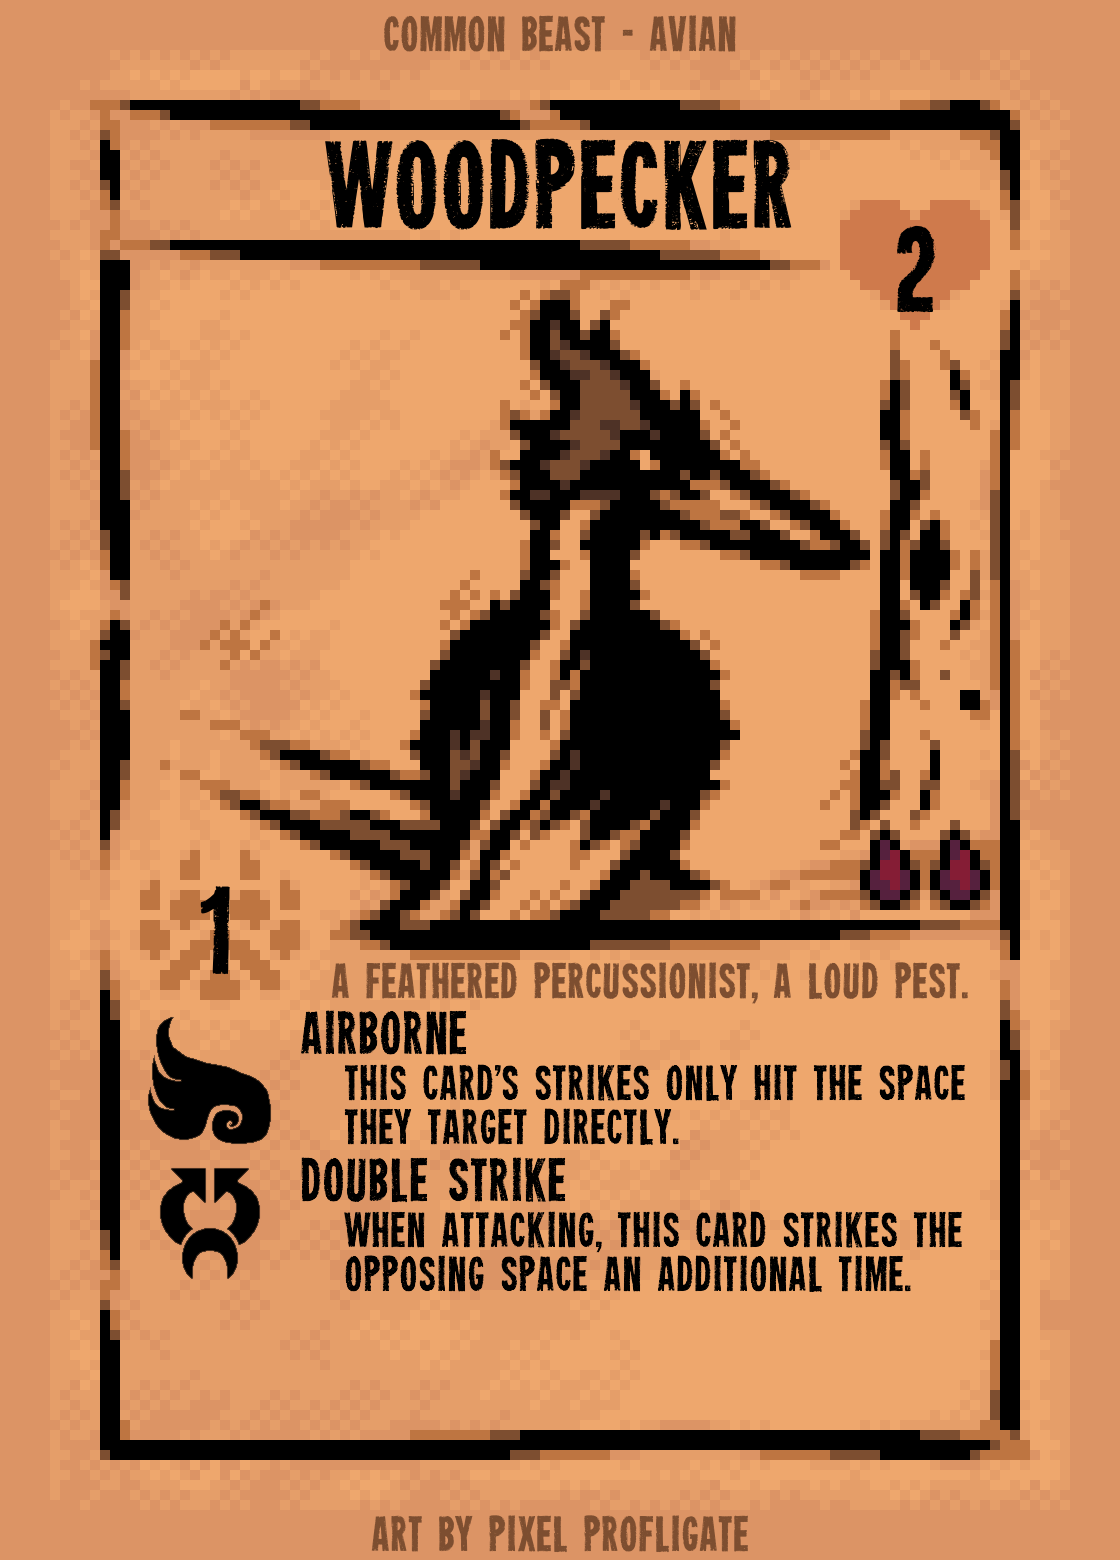 COMMON BEAST - AVIAN
WOODPECKER
2
1
A FEATHERED PERCUSSIONIST, A LOUD PEST.
AIRBORNE
THIS CARD'S STRIKES ONLY HIT THE SPACE
THEY TARGET DIRECTLY.
DOUBLE STRIKE
WHEN ATTACKING, THIS CARD STRIKES THE
OPPOSING SPACE AN ADDITIONAL TIME.
ART BY PIXEL PROFLIGATE